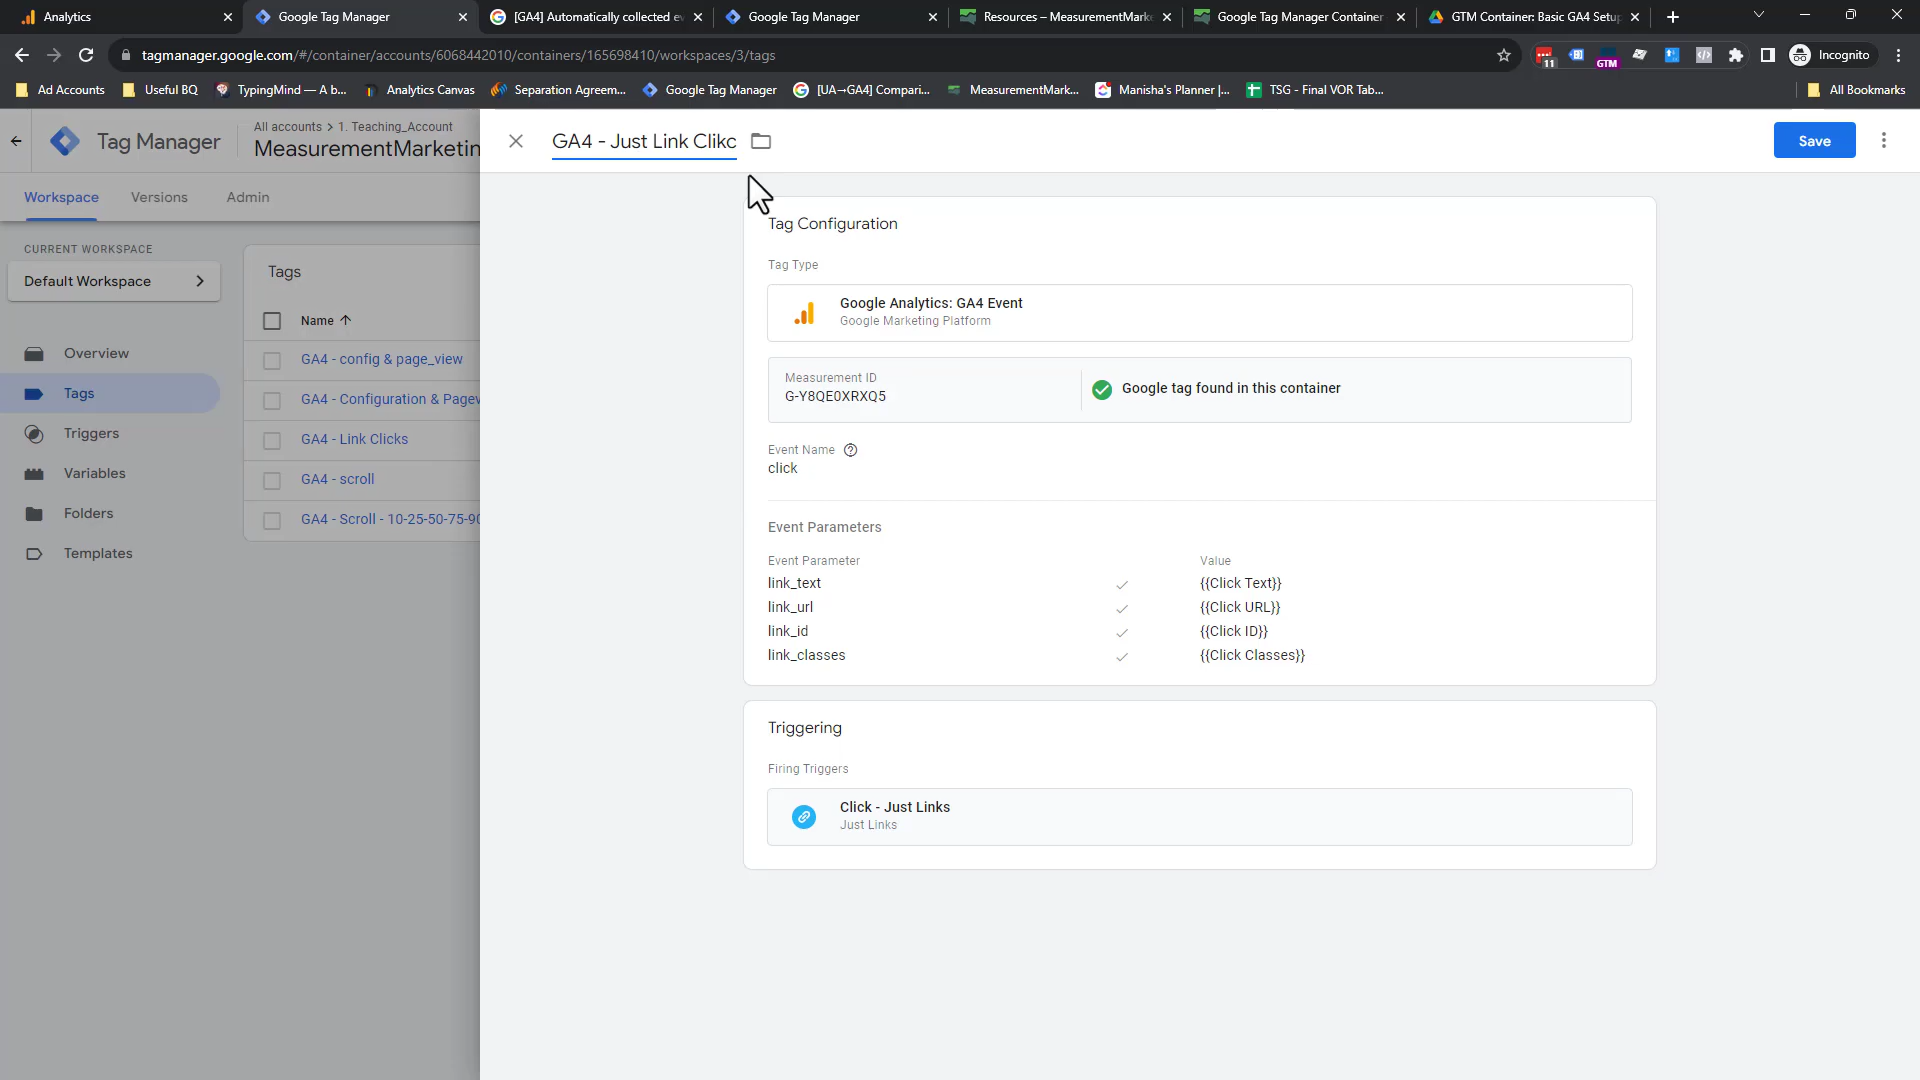 Analytics
Google Tag Manager
[GA4] Automatically collected ev
Google Tag Manager
Resources – MeasurementMarke
Google Tag Manager Container
GTM Container: Basic GA4 Setup
tagmanager.google.com/#/container/accounts/6068442010/containers/165698410/workspaces/3/tags
11
GTM
Incognito
Ad Accounts
Useful BQ
TypingMind — A b...
Analytics Canvas
Separation Agreem...
Google Tag Manager
[UA→GA4] Compari...
MeasurementMark...
Manisha's Planner |...
TSG - Final VOR Tab...
All Bookmarks
Tag Manager
All accounts > 1. Teaching_Account
MeasurementMarketin
GA4 - Just Link Clikc
Save
Workspace
Versions
Admin
CURRENT WORKSPACE
Default Workspace
Overview
Tags
Triggers
Variables
Folders
Templates
Tags
Name
GA4 - config & page_view
GA4 - Configuration & Pagev
GA4 - Link Clicks
GA4 - scroll
GA4 - Scroll - 10-25-50-75-90
Tag Configuration
Tag Type
Google Analytics: GA4 Event
Google Marketing Platform
Measurement ID
G-Y8QE0XRXQ5
Google tag found in this container
Event Name
click
Event Parameters
Event Parameter
Value
link_text
{{Click Text}}
link_url
{{Click URL}}
link_id
{{Click ID}}
link_classes
{{Click Classes}}
Triggering
Firing Triggers
Click - Just Links
Just Links